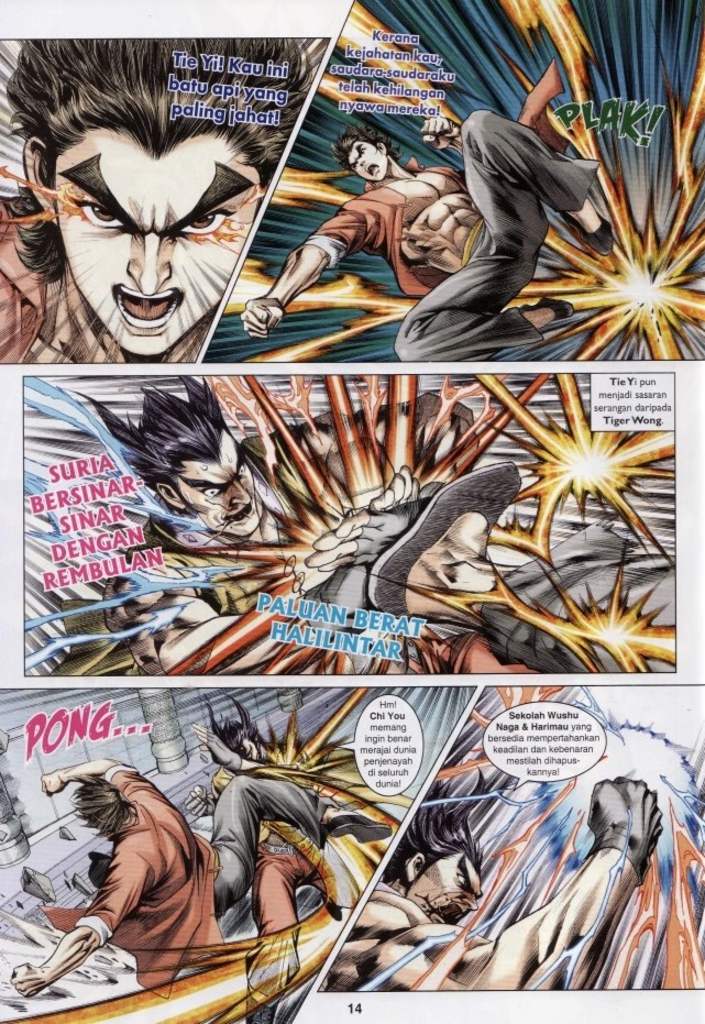 Tie Yi! Kau ini
batu api yang
paling jahat!
Kerana
kejahatan kau,
saudara-saudaraku
telah kehilangan
nyawa mereka!
PLAK!
Tie Yi pun
menjadi sasaran
serangan daripada
Tiger Wong.
SURIA
BERSINAR-
SINAR
DENGAN
REMBULAN
PALUAN BERAT
HALILINTAR
PONG...
Hm!
Chi You
memang
ingin benar
merajai dunia
penjenayah
di seluruh
dunia!
Sekolah Wushu
Naga & Harimau yang
bersedia mempertahankan
keadilan dan kebenaran
mestilah dihapus-
kannya!
14